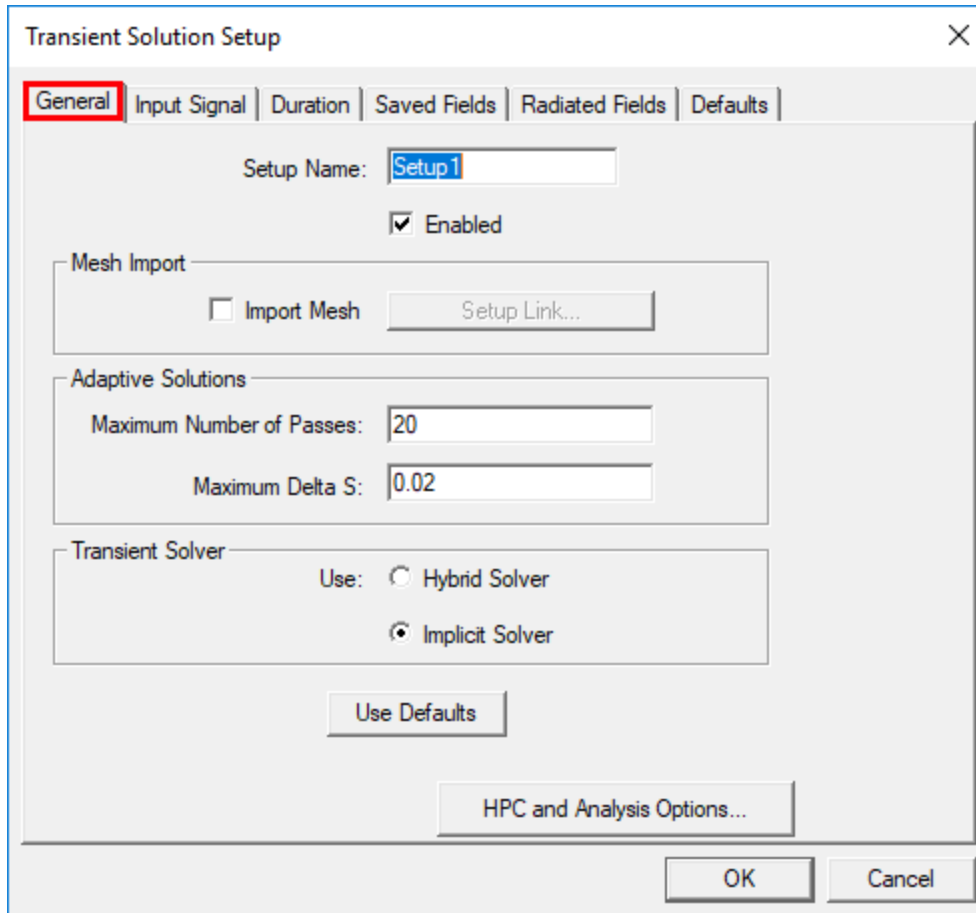 Transient Solution Setup
General Input Signal Duration Saved Fields Radiated Fields Defaults
Setup Name: Setup1
Enabled
Mesh Import
Import Mesh Setup Link...
Adaptive Solutions
Maximum Number of Passes: 20
Maximum Delta S: 0.02
Transient Solver
Use: Hybrid Solver
Implicit Solver
Use Defaults
HPC and Analysis Options...
OK Cancel